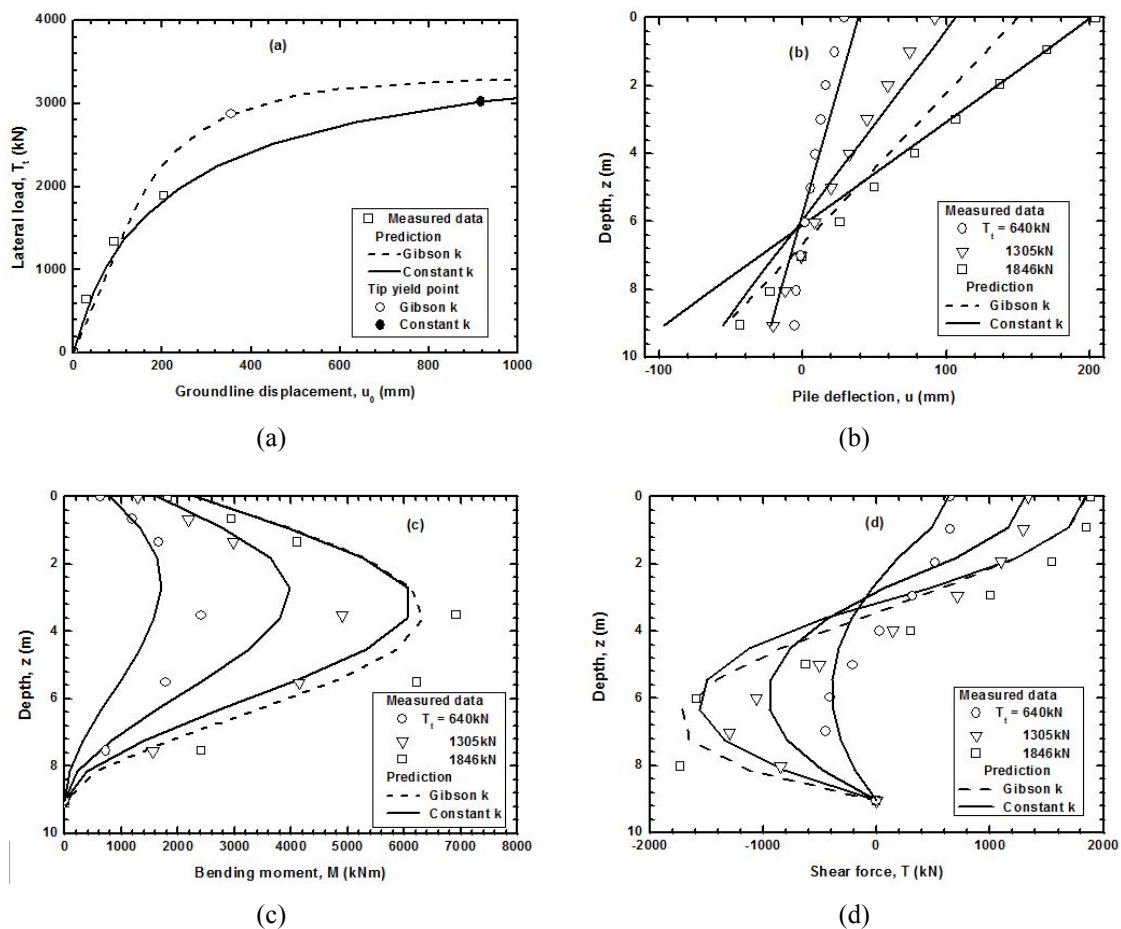 (a)
Lateral load, Tt (kN)
4000
3000
2000
1000
0
0 200 400 600 800 1000
Groundline displacement, u0 (mm)
Measured data
Prediction
Gibson k
Constant k
Tip yield point
Gibson k
Constant k
(a)
(b)
Depth, z (m)
0
2
4
6
8
10
-100 0 100 200
Pile deflection, u (mm)
Measured data
Tt = 640kN
1305kN
1846kN
Prediction
Gibson k
Constant k
(b)
(c)
Depth, z (m)
0
2
4
6
8
10
0 1000 2000 3000 4000 5000 6000 7000 8000
Bending moment, M (kNm)
Measured data
Tt = 640kN
1305kN
1846kN
Prediction
Gibson k
Constant k
(c)
(d)
Depth, z (m)
0
2
4
6
8
10
-2000 -1000 0 1000 2000
Shear force, T (kN)
Measured data
Tt = 640kN
1305kN
1846kN
Prediction
Gibson k
Constant k
(d)